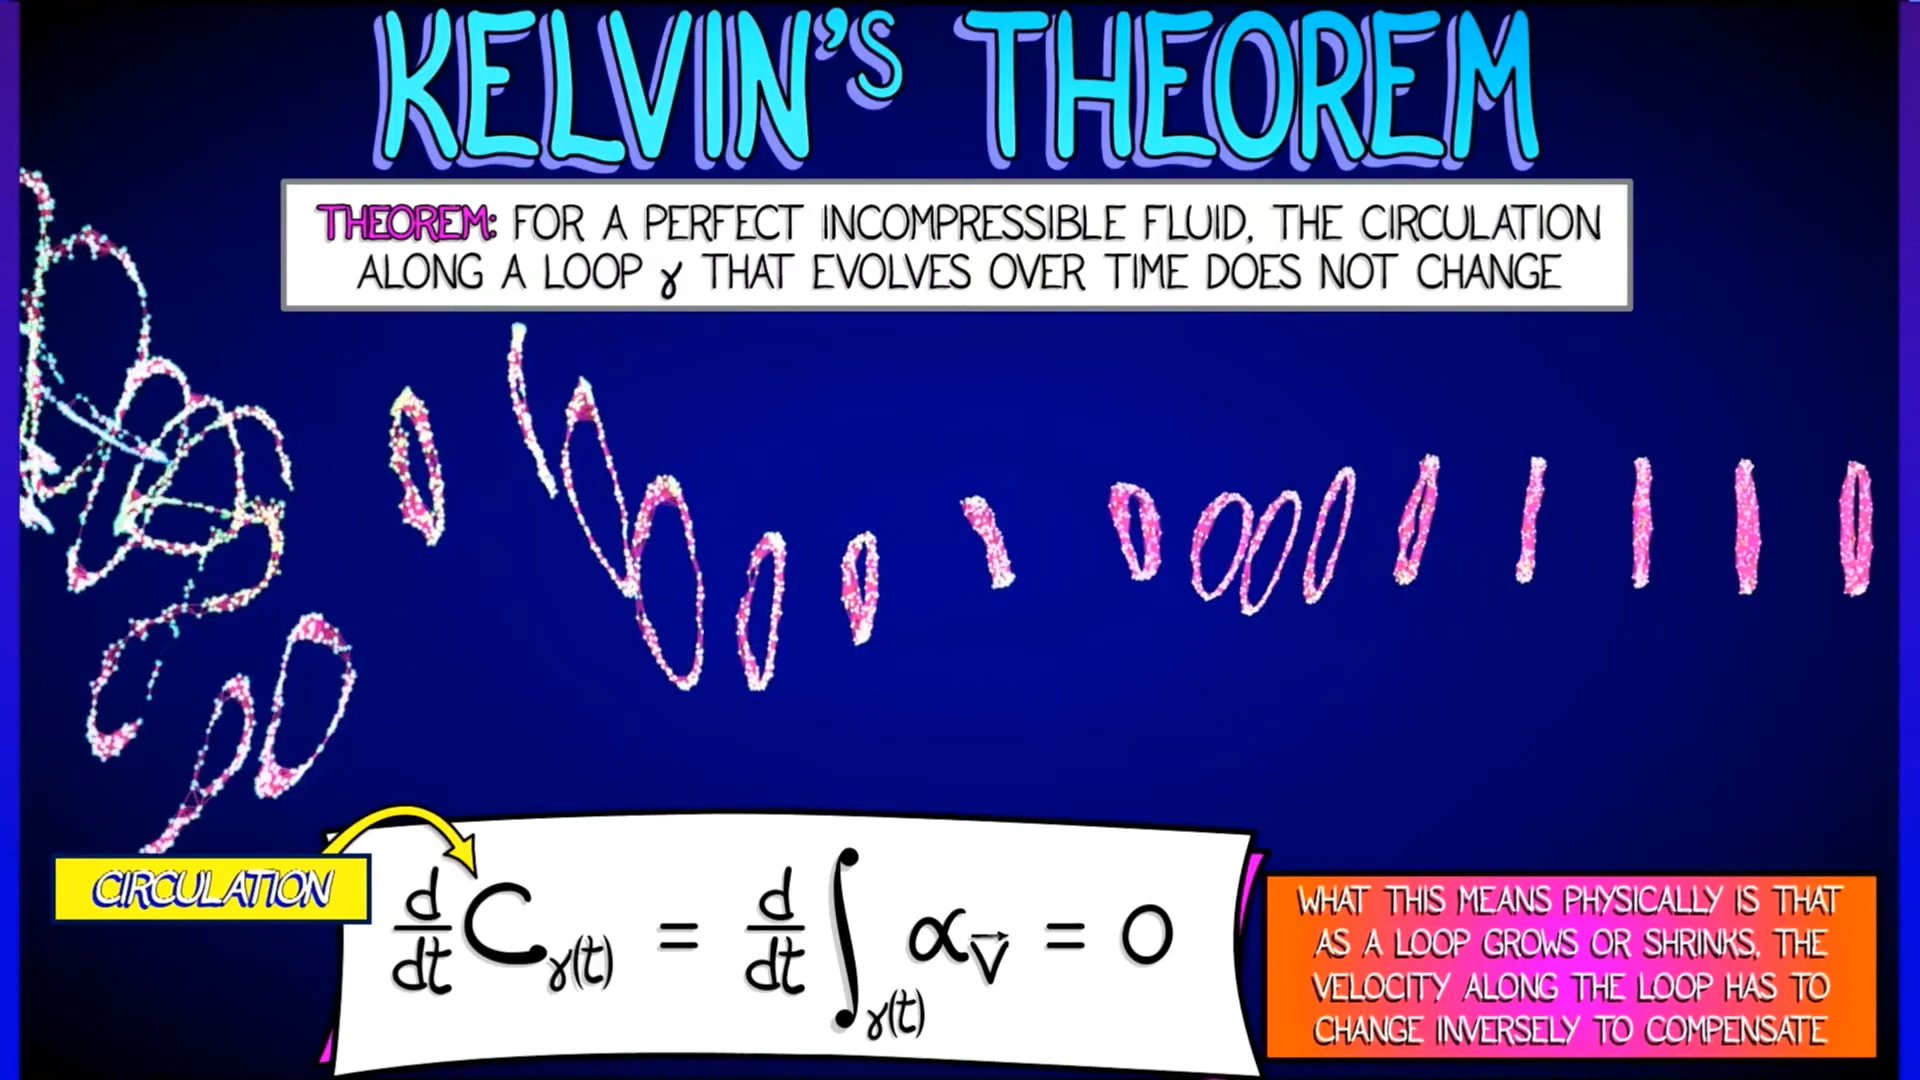 KELVIN'S THEOREM
THEOREM: FOR A PERFECT INCOMPRESSIBLE FLUID, THE CIRCULATION
ALONG A LOOP γ THAT EVOLVES OVER TIME DOES NOT CHANGE
CIRCULATION
d/dt C_γ(t) = d/dt ∫_γ(t) α_v⃗ = 0
WHAT THIS MEANS PHYSICALLY IS THAT
AS A LOOP GROWS OR SHRINKS, THE
VELOCITY ALONG THE LOOP HAS TO
CHANGE INVERSELY TO COMPENSATE